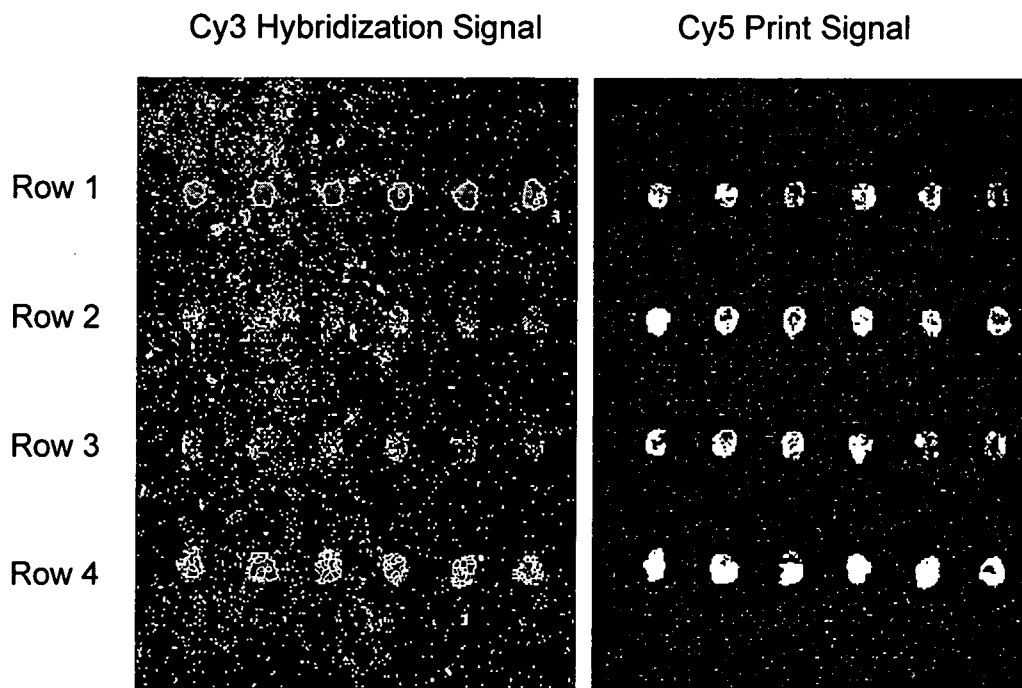 Cy3 Hybridization Signal
Cy5 Print Signal
Row 1
Row 2
Row 3
Row 4